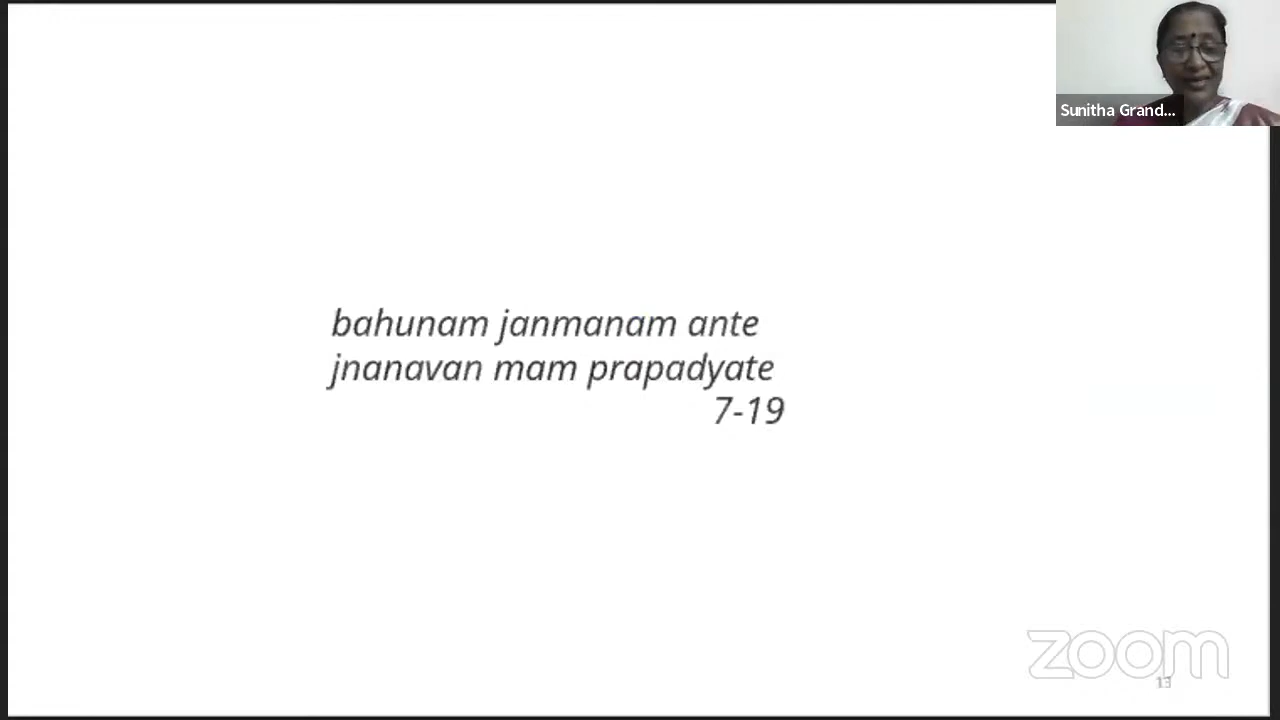 Sunitha Grand...
bahunam janmanam ante
jnanavan mam prapadyate
7-19
zoom
13